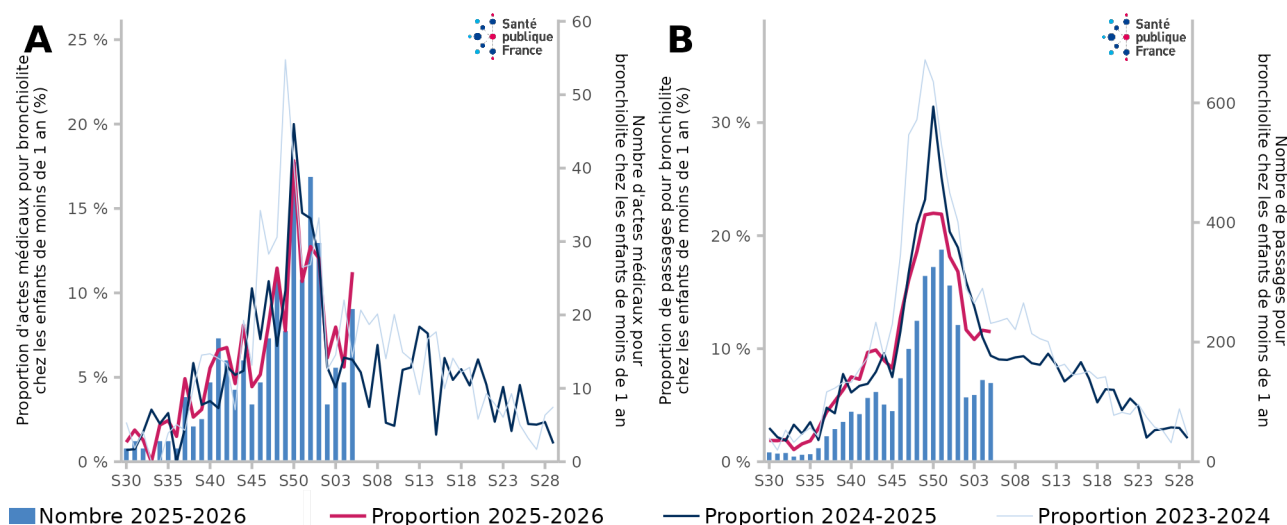 A
Santé
publique
France
Proportion d'actes médicaux pour bronchiolite
chez les enfants de moins de 1 an (%)
25 %
20 %
15 %
10 %
5 %
0 %
60
50
40
30
20
10
0
Nombre d'actes médicaux pour
bronchiolite chez les enfants de moins de 1 an
S30 S35 S40 S45 S50 S03 S08 S13 S18 S23 S28
B
Santé
publique
France
Proportion de passages pour bronchiolite
chez les enfants de moins de 1 an (%)
30 %
20 %
10 %
0 %
600
400
200
0
Nombre de passages pour
bronchiolite chez les enfants de moins de 1 an
S30 S35 S40 S45 S50 S03 S08 S13 S18 S23 S28
Nombre 2025-2026 Proportion 2025-2026 Proportion 2024-2025 Proportion 2023-2024